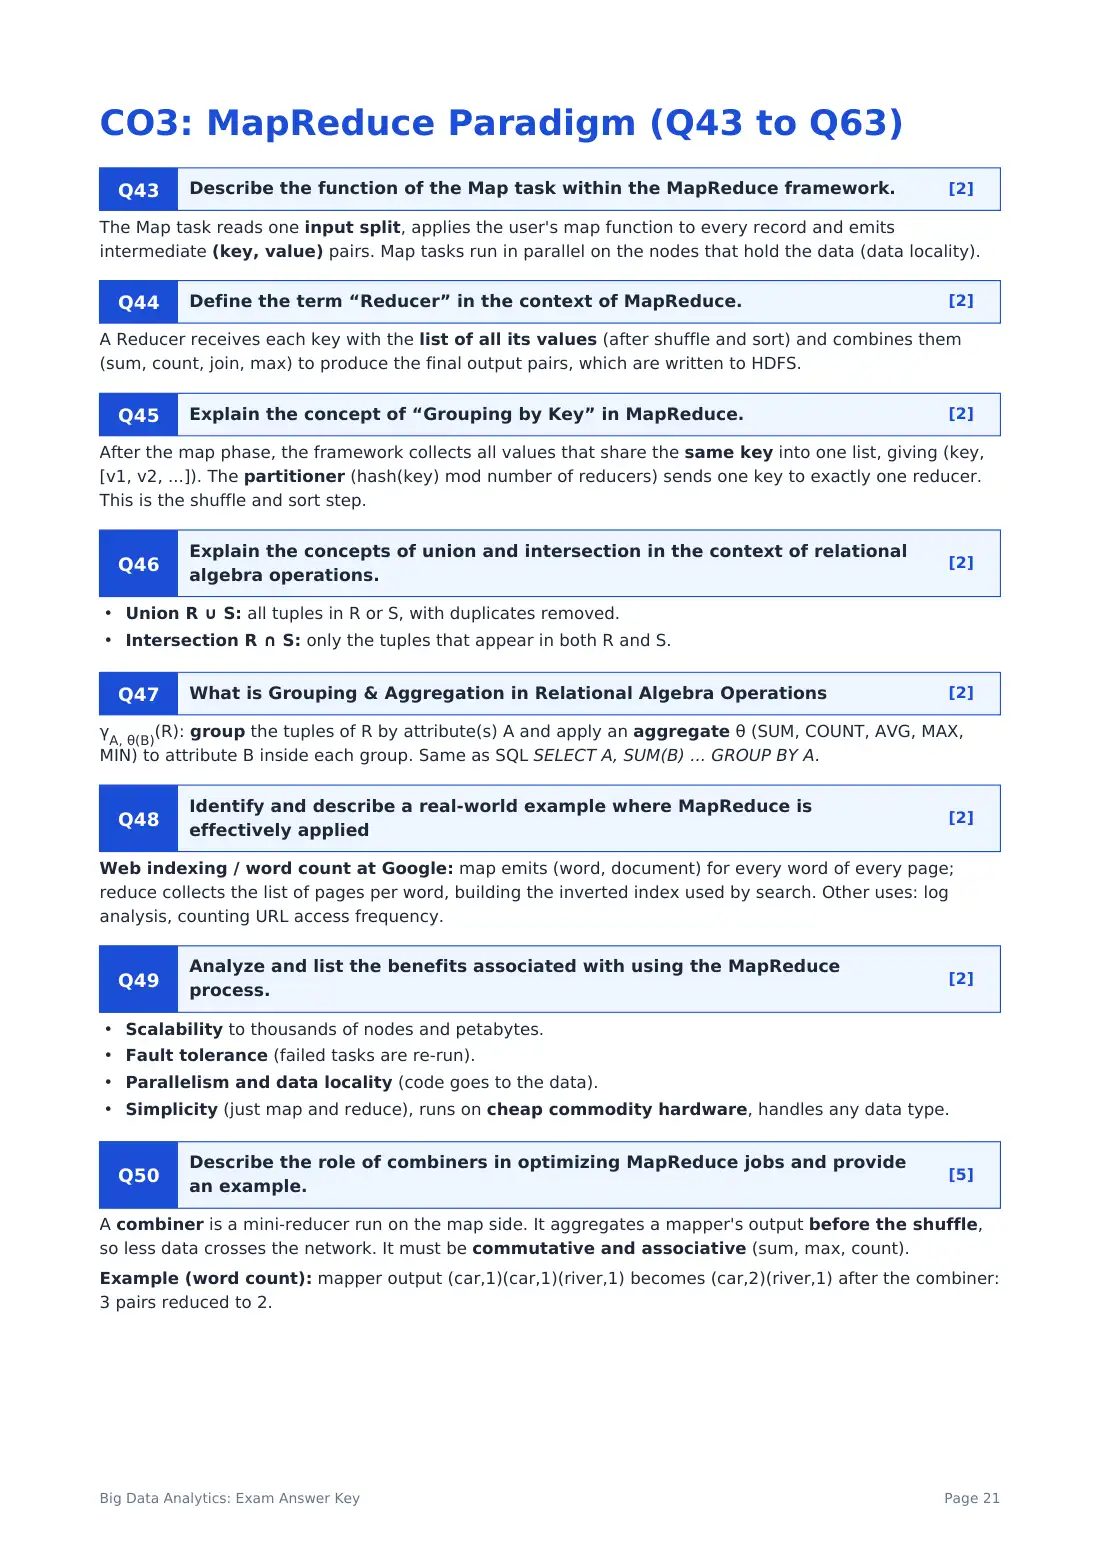 CO3: MapReduce Paradigm (Q43 to Q63)
Q43 Describe the function of the Map task within the MapReduce framework. [2]
The Map task reads one input split, applies the user's map function to every record and emits
intermediate (key, value) pairs. Map tasks run in parallel on the nodes that hold the data (data locality).
Q44 Define the term “Reducer” in the context of MapReduce. [2]
A Reducer receives each key with the list of all its values (after shuffle and sort) and combines them
(sum, count, join, max) to produce the final output pairs, which are written to HDFS.
Q45 Explain the concept of “Grouping by Key” in MapReduce. [2]
After the map phase, the framework collects all values that share the same key into one list, giving (key,
[v1, v2, ...]). The partitioner (hash(key) mod number of reducers) sends one key to exactly one reducer.
This is the shuffle and sort step.
Q46 Explain the concepts of union and intersection in the context of relational
algebra operations. [2]
• Union R ∪ S: all tuples in R or S, with duplicates removed.
• Intersection R ∩ S: only the tuples that appear in both R and S.
Q47 What is Grouping & Aggregation in Relational Algebra Operations [2]
γA, θ(B)(R): group the tuples of R by attribute(s) A and apply an aggregate θ (SUM, COUNT, AVG, MAX,
MIN) to attribute B inside each group. Same as SQL SELECT A, SUM(B) ... GROUP BY A.
Q48 Identify and describe a real-world example where MapReduce is
effectively applied [2]
Web indexing / word count at Google: map emits (word, document) for every word of every page;
reduce collects the list of pages per word, building the inverted index used by search. Other uses: log
analysis, counting URL access frequency.
Q49 Analyze and list the benefits associated with using the MapReduce
process. [2]
• Scalability to thousands of nodes and petabytes.
• Fault tolerance (failed tasks are re-run).
• Parallelism and data locality (code goes to the data).
• Simplicity (just map and reduce), runs on cheap commodity hardware, handles any data type.
Q50 Describe the role of combiners in optimizing MapReduce jobs and provide
an example. [5]
A combiner is a mini-reducer run on the map side. It aggregates a mapper's output before the shuffle,
so less data crosses the network. It must be commutative and associative (sum, max, count).
Example (word count): mapper output (car,1)(car,1)(river,1) becomes (car,2)(river,1) after the combiner:
3 pairs reduced to 2.
Big Data Analytics: Exam Answer Key Page 21